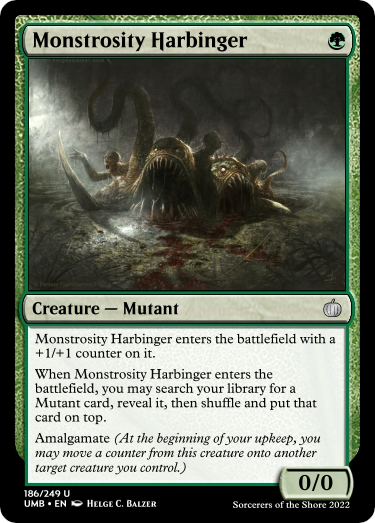 Monstrosity Harbinger
Creature — Mutant
Monstrosity Harbinger enters the battlefield with a
+1/+1 counter on it.
When Monstrosity Harbinger enters the
battlefield, you may search your library for a
Mutant card, reveal it, then shuffle and put that
card on top.
Amalgamate (At the beginning of your upkeep, you
may move a counter from this creature onto another
target creature you control.)
0/0
186/249 U
UMB • EN HELGE C. BALZER
Sorcerers of the Shore 2022